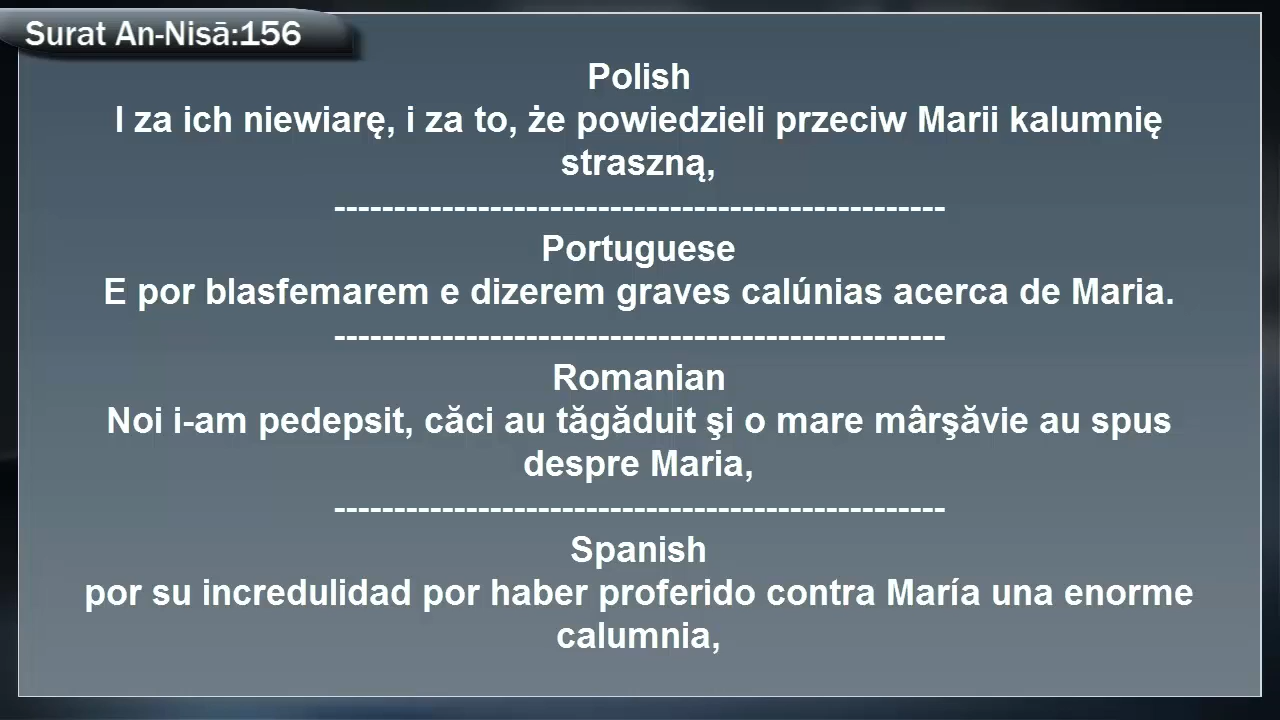 Surat An-Nisā:156
Polish
I za ich niewiarę, i za to, że powiedzieli przeciw Marii kalumnię
straszną,
---------------------------------------------------
Portuguese
E por blasfemarem e dizerem graves calúnias acerca de Maria.
---------------------------------------------------
Romanian
Noi i-am pedepsit, căci au tăgăduit şi o mare mârşăvie au spus
despre Maria,
---------------------------------------------------
Spanish
por su incredulidad por haber proferido contra María una enorme
calumnia,